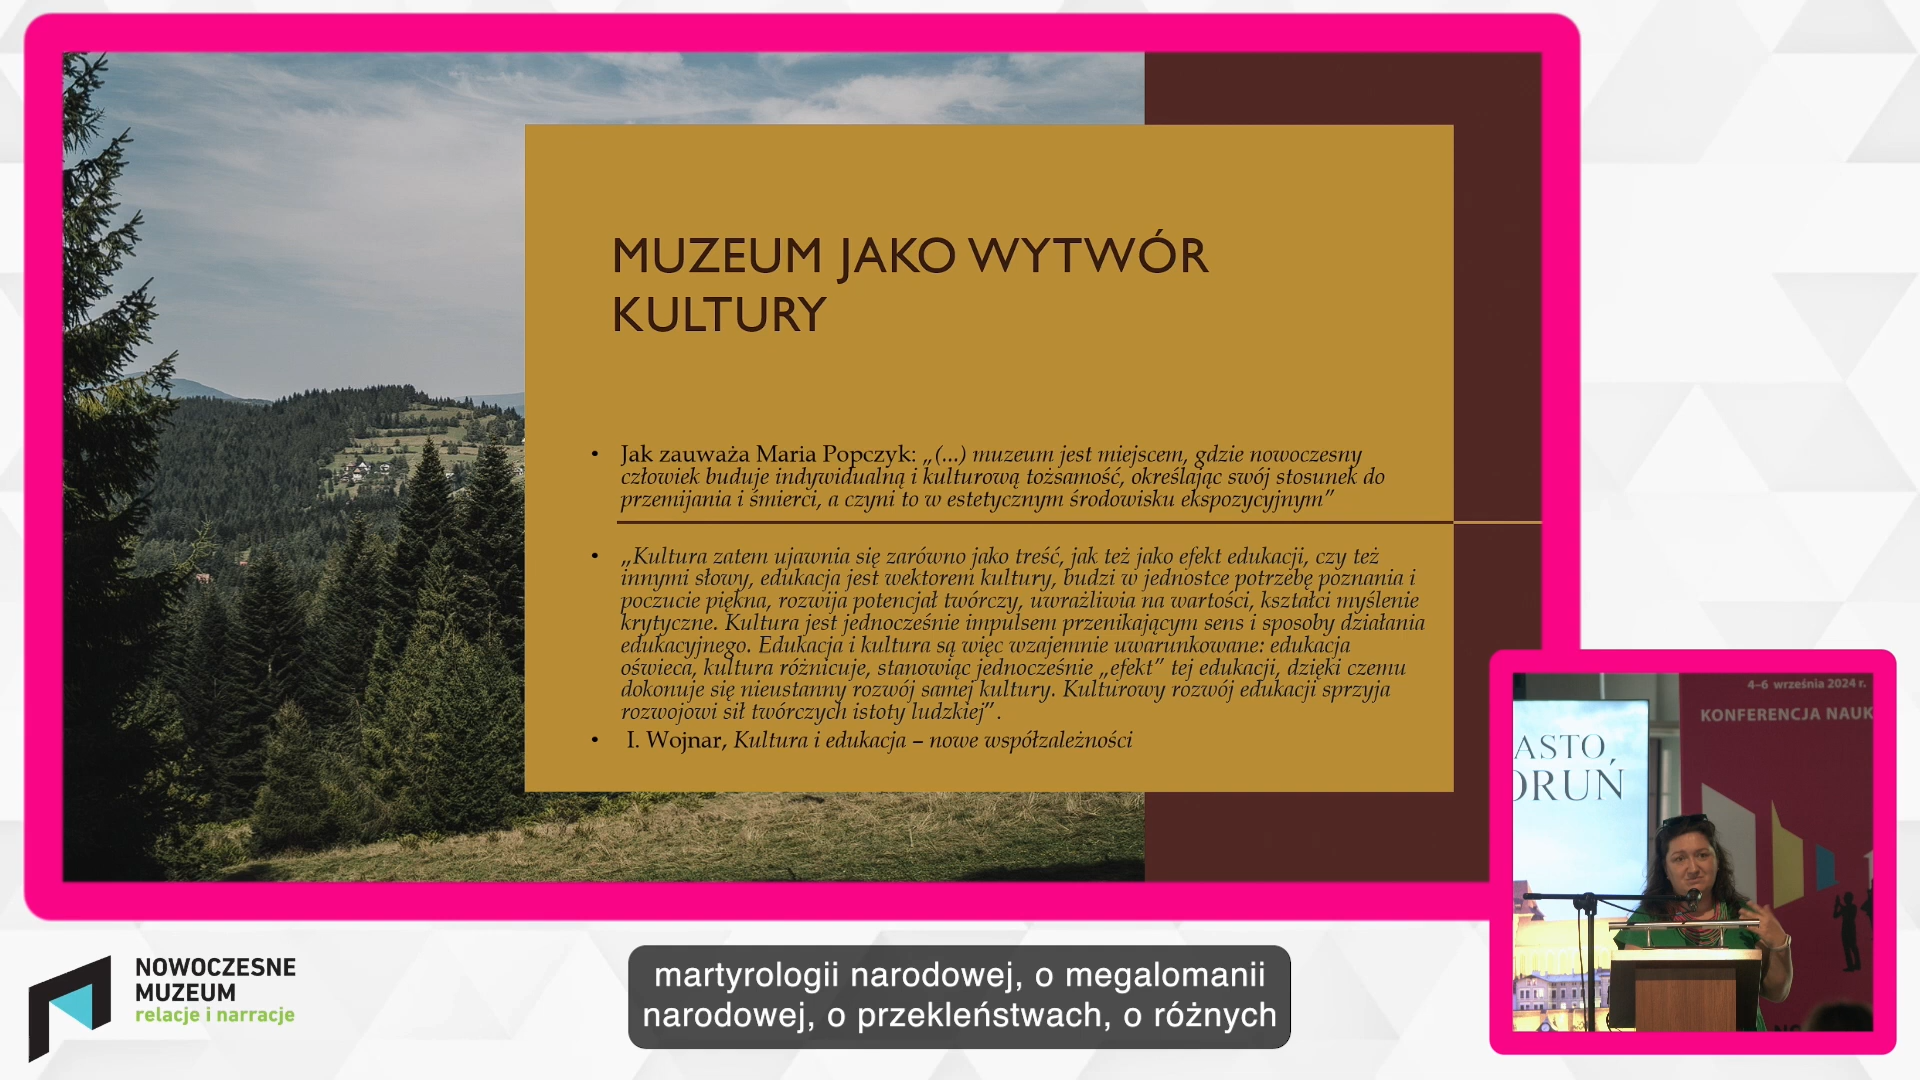 MUZEUM JAKO WYTWÓR
KULTURY
• Jak zauważa Maria Popczyk: „(...) muzeum jest miejscem, gdzie nowoczesny
człowiek buduje indywidualną i kulturową tożsamość, określając swój stosunek do
przemijania i śmierci, a czyni to w estetycznym środowisku ekspozycyjnym”
• „Kultura zatem ujawnia się zarówno jako treść, jak też jako efekt edukacji, czy też
innymi słowy, edukacja jest wektorem kultury, budzi w jednostce potrzebę poznania i
poczucie piękna, rozwija potencjał twórczy, uwrażliwia na wartości, kształci myślenie
krytyczne. Kultura jest jednocześnie impulsem przenikającym sens i sposoby działania
edukacyjnego. Edukacja i kultura są więc wzajemnie uwarunkowane: edukacja
oświeca, kultura różnicuje, stanowiąc jednocześnie „efekt” tej edukacji, dzięki czemu
dokonuje się nieustanny rozwój samej kultury. Kulturowy rozwój edukacji sprzyja
rozwojowi sił twórczych istoty ludzkiej”.
• I. Wojnar, Kultura i edukacja – nowe współzależności
4–6 września 2024 r.
KONFERENCJA NAUK
ASTO,
ORUŃ
NOWOCZESNE
MUZEUM
relacje i narracje
martyrologii narodowej, o megalomanii
narodowej, o przekleństwach, o różnych